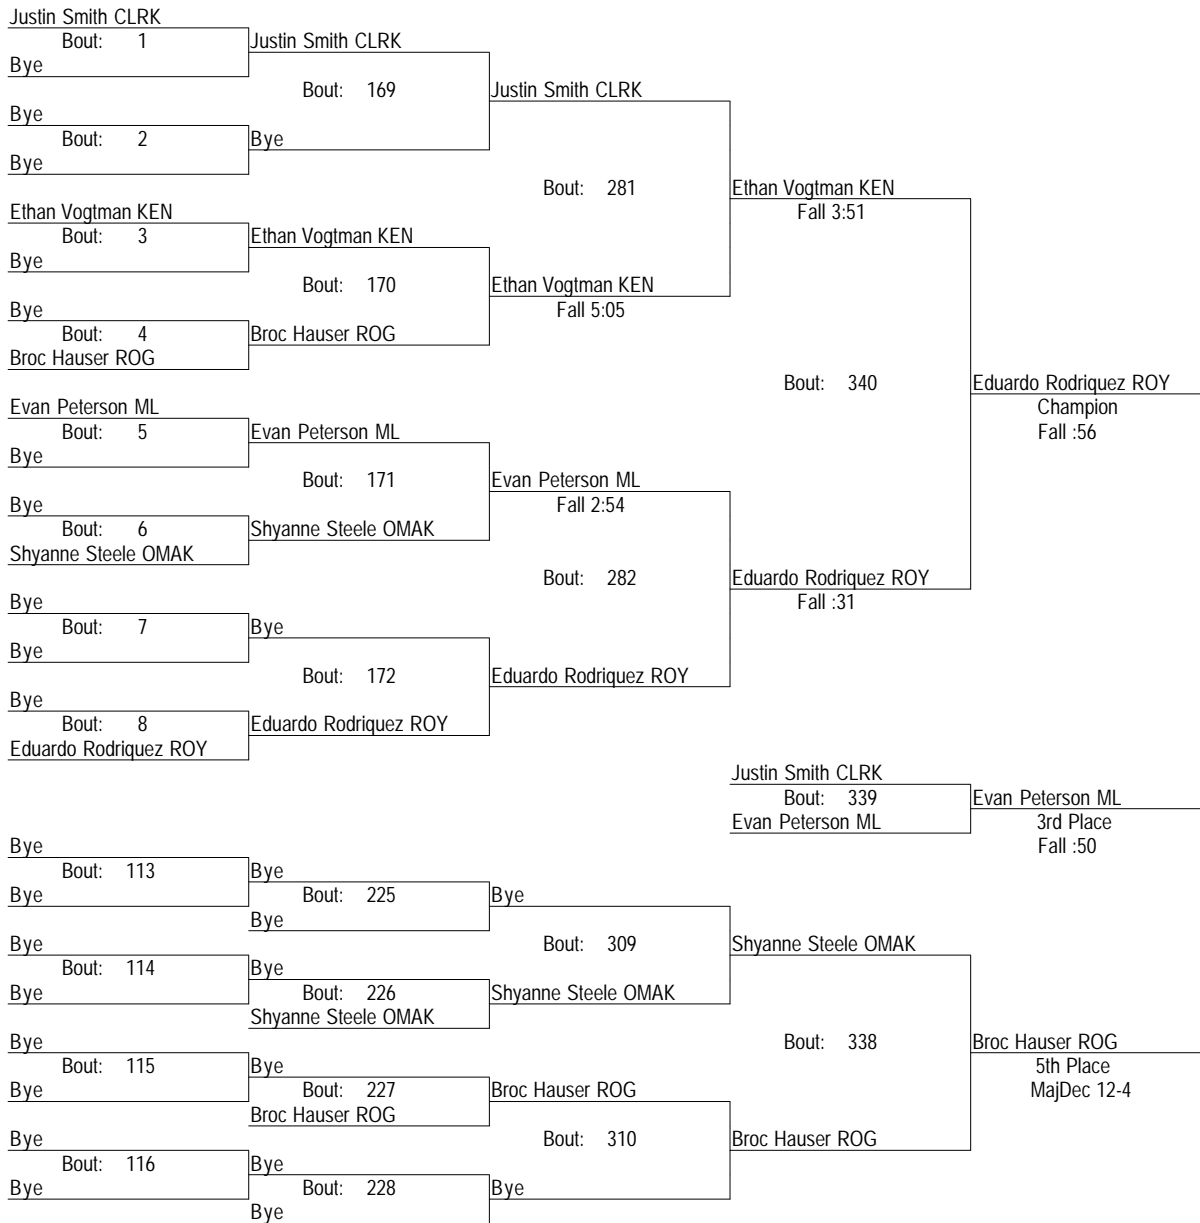 Justin Smith CLRK
Bout: 1
Justin Smith CLRK
Bye
Bout: 169
Justin Smith CLRK
Bye
Bout: 2
Bye
Bye
Bout: 281
Ethan Vogtman KEN
Fall 3:51
Ethan Vogtman KEN
Bout: 3
Ethan Vogtman KEN
Bye
Bout: 170
Ethan Vogtman KEN
Fall 5:05
Bye
Bout: 4
Broc Hauser ROG
Broc Hauser ROG
Bout: 340
Eduardo Rodriquez ROY
Champion
Fall :56
Evan Peterson ML
Bout: 5
Evan Peterson ML
Bye
Bout: 171
Evan Peterson ML
Fall 2:54
Bye
Bout: 6
Shyanne Steele OMAK
Shyanne Steele OMAK
Bout: 282
Eduardo Rodriquez ROY
Fall :31
Bye
Bout: 7
Bye
Bye
Bout: 172
Eduardo Rodriquez ROY
Bye
Bout: 8
Eduardo Rodriquez ROY
Eduardo Rodriquez ROY
Justin Smith CLRK
Bout: 339
Evan Peterson ML
Evan Peterson ML
3rd Place
Fall :50
Bye
Bout: 113
Bye
Bye
Bout: 225
Bye
Bye
Bye
Bout: 309
Shyanne Steele OMAK
Bout: 114
Bye
Bye
Bout: 226
Shyanne Steele OMAK
Shyanne Steele OMAK
Bye
Bout: 338
Broc Hauser ROG
5th Place
MajDec 12-4
Bout: 115
Bye
Bye
Bout: 227
Broc Hauser ROG
Broc Hauser ROG
Bye
Bout: 310
Broc Hauser ROG
Bout: 116
Bye
Bye
Bout: 228
Bye
Bye